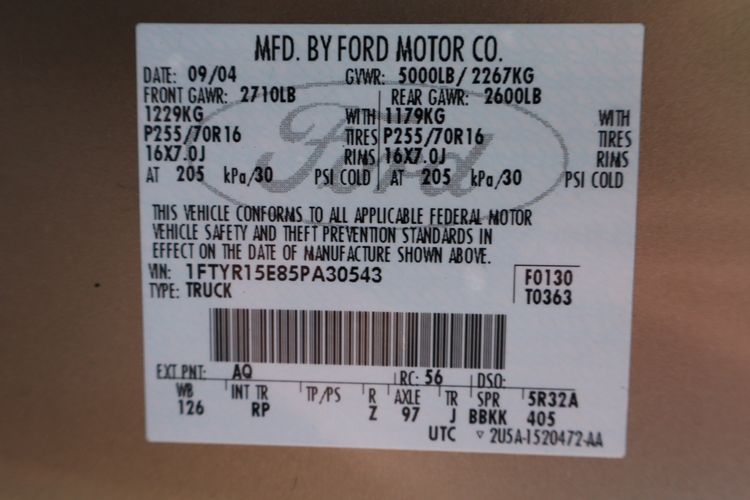 MFD. BY FORD MOTOR CO.
DATE: 09/04 GVWR: 5000LB/ 2267KG
FRONT GAWR: 2710LB REAR GAWR: 2600LB
1229KG WITH 1179KG WITH
P255/70R16 TIRES P255/70R16 TIRES
16X7.0J RIMS 16X7.0J RIMS
AT 205 kPa/30 PSI COLD AT 205 kPa/30 PSI COLD
Ford
THIS VEHICLE CONFORMS TO ALL APPLICABLE FEDERAL MOTOR
VEHICLE SAFETY AND THEFT PREVENTION STANDARDS IN
EFFECT ON THE DATE OF MANUFACTURE SHOWN ABOVE.
VIN: 1FTYR15E85PA30543 F0130
TYPE: TRUCK T0363
EXT PNT: AQ RC: 56 DSO:
WB INT TR TP/PS R AXLE TR SPR 5R32A
126 RP Z 97 J BBKK 405
UTC ▽ 2U5A-1520472-AA